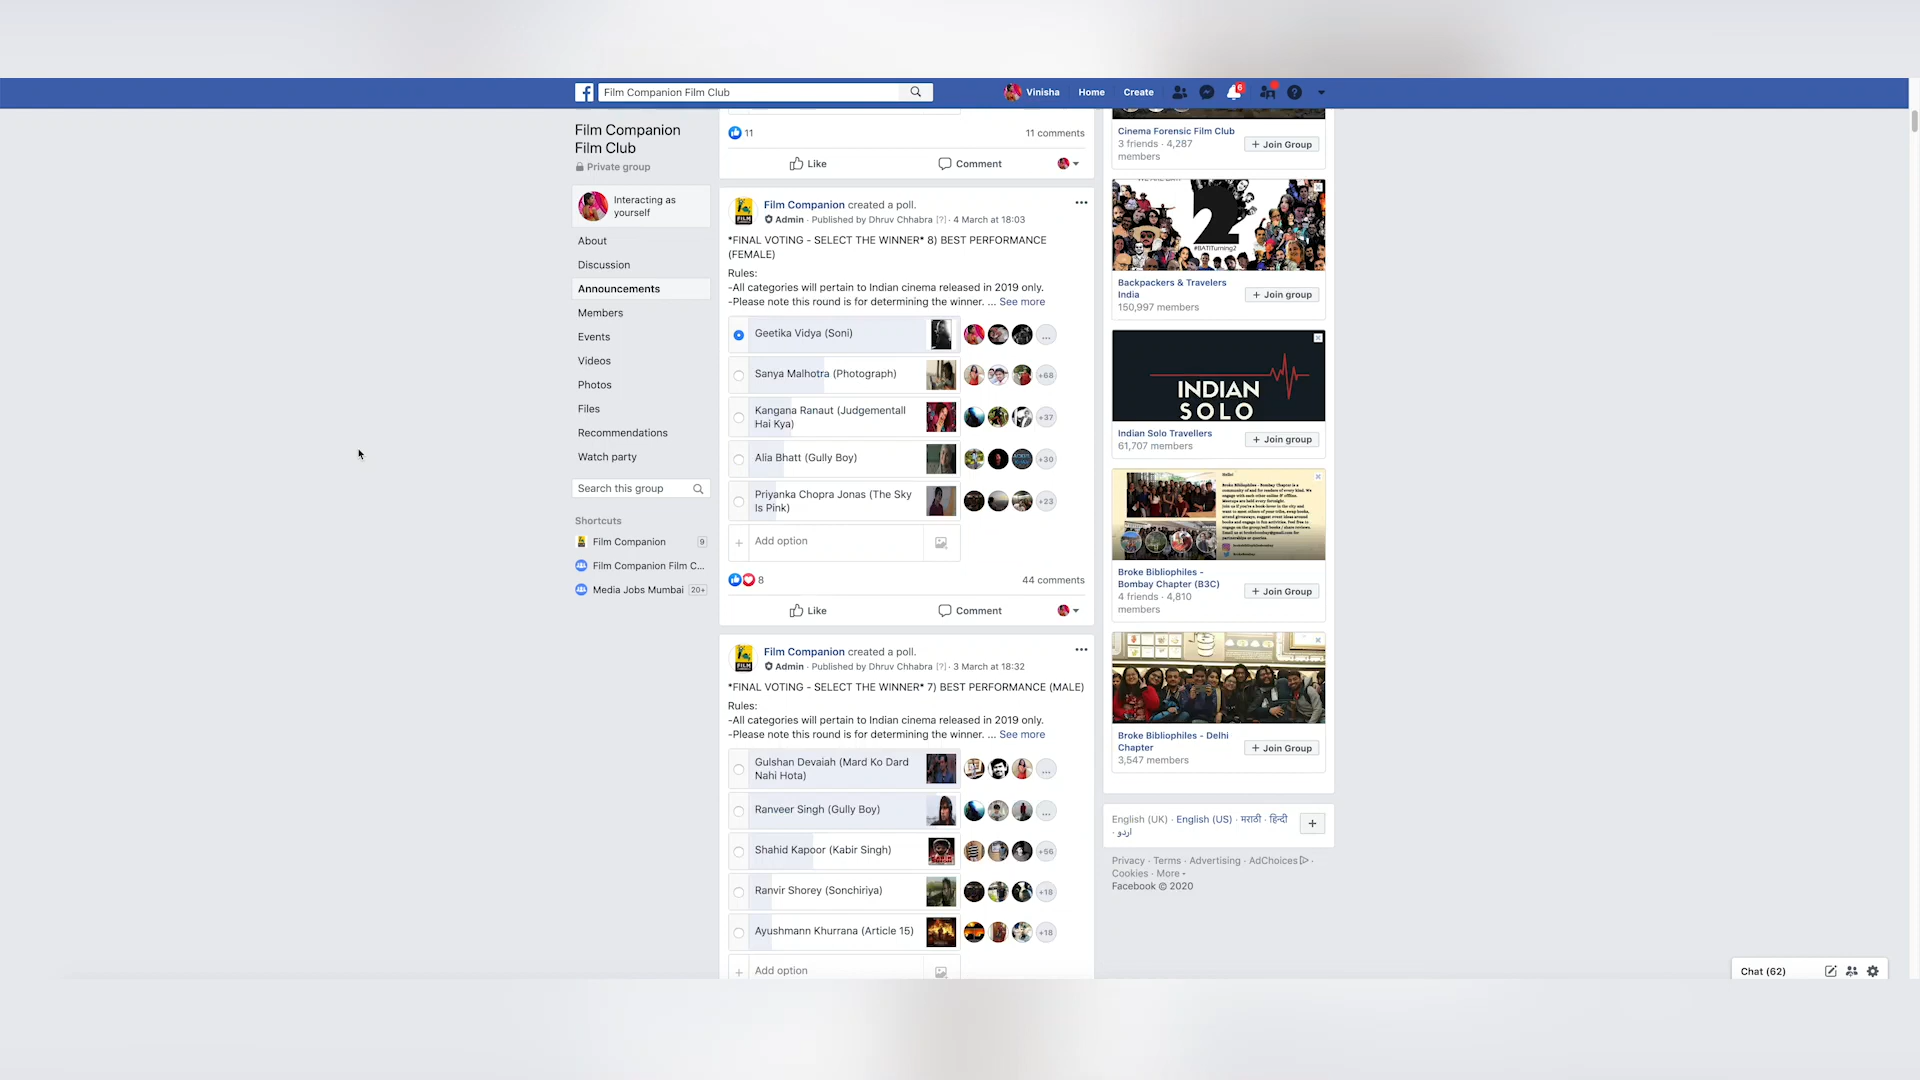 Film Companion Film Club
Vinisha
Home
Create
6
Film Companion
Film Club
Private group
Interacting as
yourself
About
Discussion
Announcements
Members
Events
Videos
Photos
Files
Recommendations
Watch party
Search this group
Shortcuts
Film Companion 9
Film Companion Film C...
Media Jobs Mumbai 20+
11
11 comments
Like
Comment
Film Companion created a poll.
Admin · Published by Dhruv Chhabra [?] · 4 March at 18:03
*FINAL VOTING - SELECT THE WINNER* 8) BEST PERFORMANCE
(FEMALE)
Rules:
-All categories will pertain to Indian cinema released in 2019 only.
-Please note this round is for determining the winner. ... See more
Geetika Vidya (Soni)
...
Sanya Malhotra (Photograph)
+68
Kangana Ranaut (Judgementall
Hai Kya)
+37
Alia Bhatt (Gully Boy)
+30
Priyanka Chopra Jonas (The Sky
Is Pink)
+23
Add option
8
44 comments
Like
Comment
Film Companion created a poll.
Admin · Published by Dhruv Chhabra [?] · 3 March at 18:32
*FINAL VOTING - SELECT THE WINNER* 7) BEST PERFORMANCE (MALE)
Rules:
-All categories will pertain to Indian cinema released in 2019 only.
-Please note this round is for determining the winner. ... See more
Gulshan Devaiah (Mard Ko Dard
Nahi Hota)
...
Ranveer Singh (Gully Boy)
...
Shahid Kapoor (Kabir Singh)
+56
Ranvir Shorey (Sonchiriya)
+18
Ayushmann Khurrana (Article 15)
+18
Add option
Cinema Forensic Film Club
3 friends · 4,287
members
+ Join Group
2
#BATITurning2
Backpackers & Travelers
India
150,997 members
+ Join group
INDIAN
SOLO
Indian Solo Travellers
61,707 members
+ Join group
Hello!
Broke Bibliophiles -
Bombay Chapter (B3C)
4 friends · 4,810
members
+ Join Group
Broke Bibliophiles - Delhi
Chapter
3,547 members
+ Join Group
English (UK) · English (US) · मराठी · हिन्दी
· اردو
Privacy · Terms · Advertising · AdChoices ·
Cookies · More
Facebook © 2020
Chat (62)